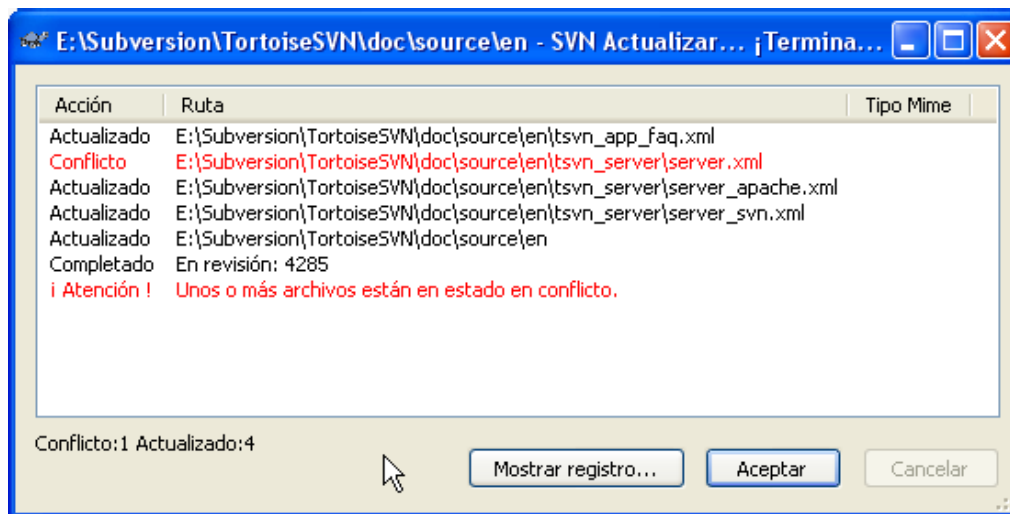 E:\Subversion\TortoiseSVN\doc\source\en - SVN Actualizar... ¡Termina...
Acción Ruta Tipo Mime
Actualizado E:\Subversion\TortoiseSVN\doc\source\en\tsvn_app_faq.xml
Conflicto E:\Subversion\TortoiseSVN\doc\source\en\tsvn_server\server.xml
Actualizado E:\Subversion\TortoiseSVN\doc\source\en\tsvn_server\server_apache.xml
Actualizado E:\Subversion\TortoiseSVN\doc\source\en\tsvn_server\server_svn.xml
Actualizado E:\Subversion\TortoiseSVN\doc\source\en
Completado En revisión: 4285
¡ Atención ! Unos o más archivos están en estado en conflicto.
Conflicto:1 Actualizado:4
Mostrar registro... Aceptar Cancelar